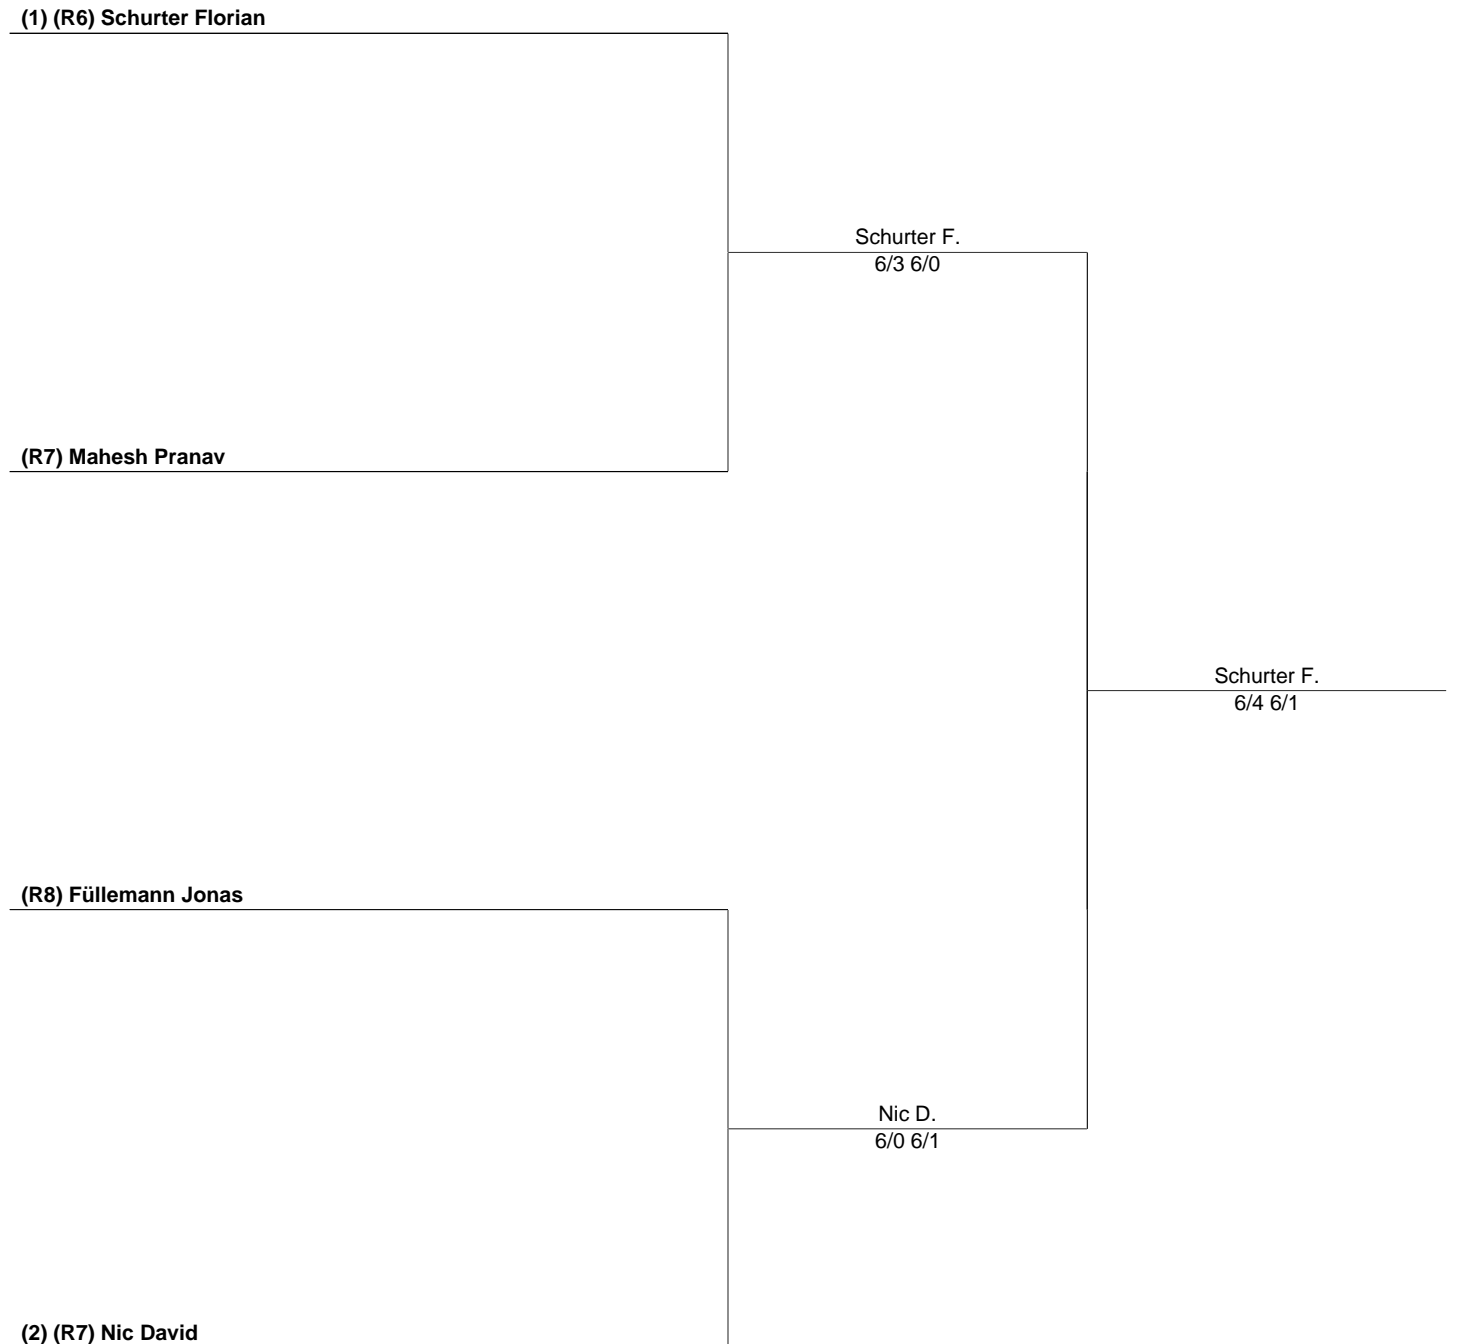 (1) (R6) Schurter Florian
Schurter F.
6/3 6/0
(R7) Mahesh Pranav
Schurter F.
6/4 6/1
(R8) Füllemann Jonas
Nic D.
6/0 6/1
(2) (R7) Nic David